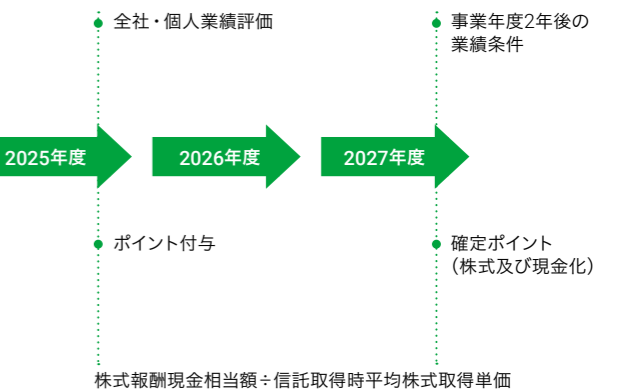 全社・個人業績評価
事業年度2年後の
業績条件
2025年度
2026年度
2027年度
ポイント付与
確定ポイント
（株式及び現金化）
株式報酬現金相当額÷信託取得時平均株式取得単価